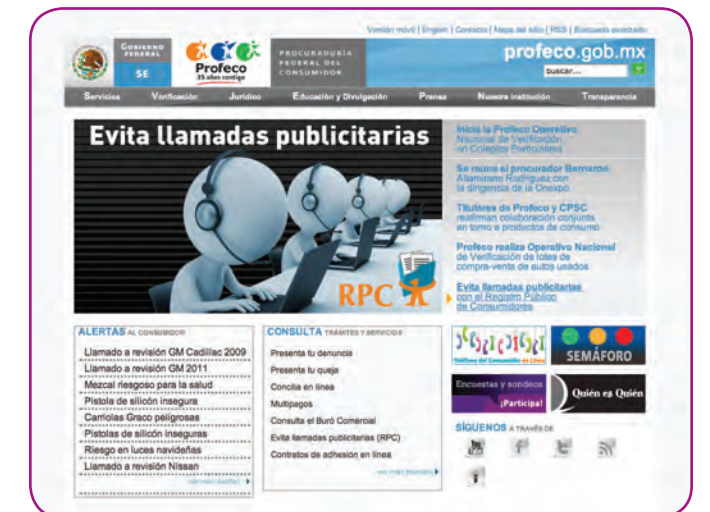 Versión móvil | English | Contacto | Mapa del sitio | RSS | Búsqueda avanzada
GOBIERNO
FEDERAL
SE
Profeco
35 años contigo
PROCURADURÍA
FEDERAL DEL
CONSUMIDOR
profeco.gob.mx
buscar...
Servicios Verificación Jurídico Educación y Divulgación Prensa Nuestra institución Transparencia
Evita llamadas publicitarias
RPC
Inicia la Profeco Operativo
Nacional de Verificación
en Colegios Particulares
Se reúne el procurador Bernardo
Altamirano Rodríguez con
la dirigencia de la Onexpo
Titulares de Profeco y CPSC
reafirman colaboración conjunta
en torno a productos de consumo
Profeco realiza Operativo Nacional
de Verificación de lotes de
compra-venta de autos usados
Evita llamadas publicitarias
con el Registro Público
de Consumidores
ALERTAS AL CONSUMIDOR
Llamado a revisión GM Cadillac 2009
Llamado a revisión GM 2011
Mezcal riesgoso para la salud
Pistola de silicón insegura
Carriolas Graco peligrosas
Pistolas de silicón inseguras
Riesgo en luces navideñas
Llamado a revisión Nissan
ver más alertas
CONSULTA TRÁMITES Y SERVICIOS
Presenta tu denuncia
Presenta tu queja
Concilia en línea
Multipagos
Consulta el Buró Comercial
Evita llamadas publicitarias (RPC)
Contratos de adhesión en línea
ver más trámites
Teléfono del Consumidor en Línea
SEMÁFORO
Encuestas y sondeos
¡Participa!
Quién es Quién
SÍGUENOS A TRAVÉS DE